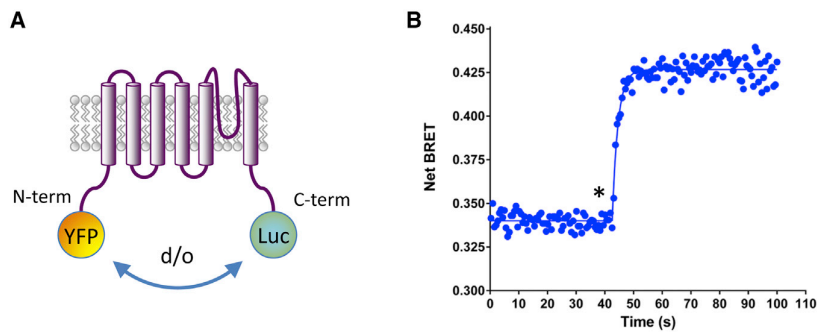 A
N-term
C-term
YFP
Luc
d/o
B
Net BRET
0.450
0.425
0.400
0.375
0.350
0.325
0.300
*
0 10 20 30 40 50 60 70 80 90 100 110
Time (s)